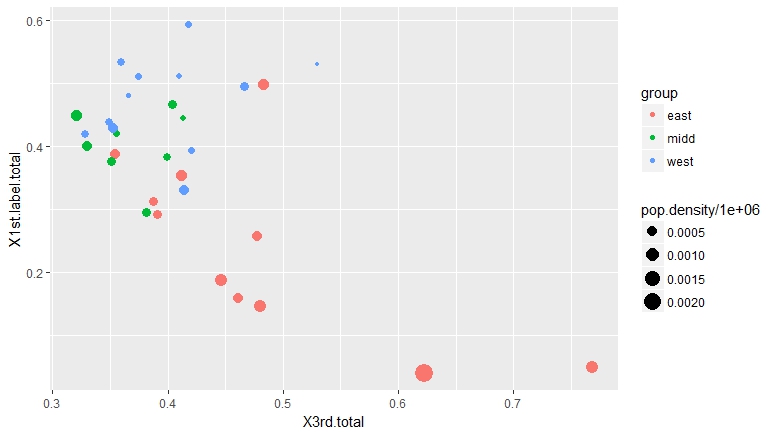 0.6
0.4
0.2
X1st.label.total
0.3 0.4 0.5 0.6 0.7
X3rd.total
group
east
midd
west
pop.density/1e+06
0.0005
0.0010
0.0015
0.0020